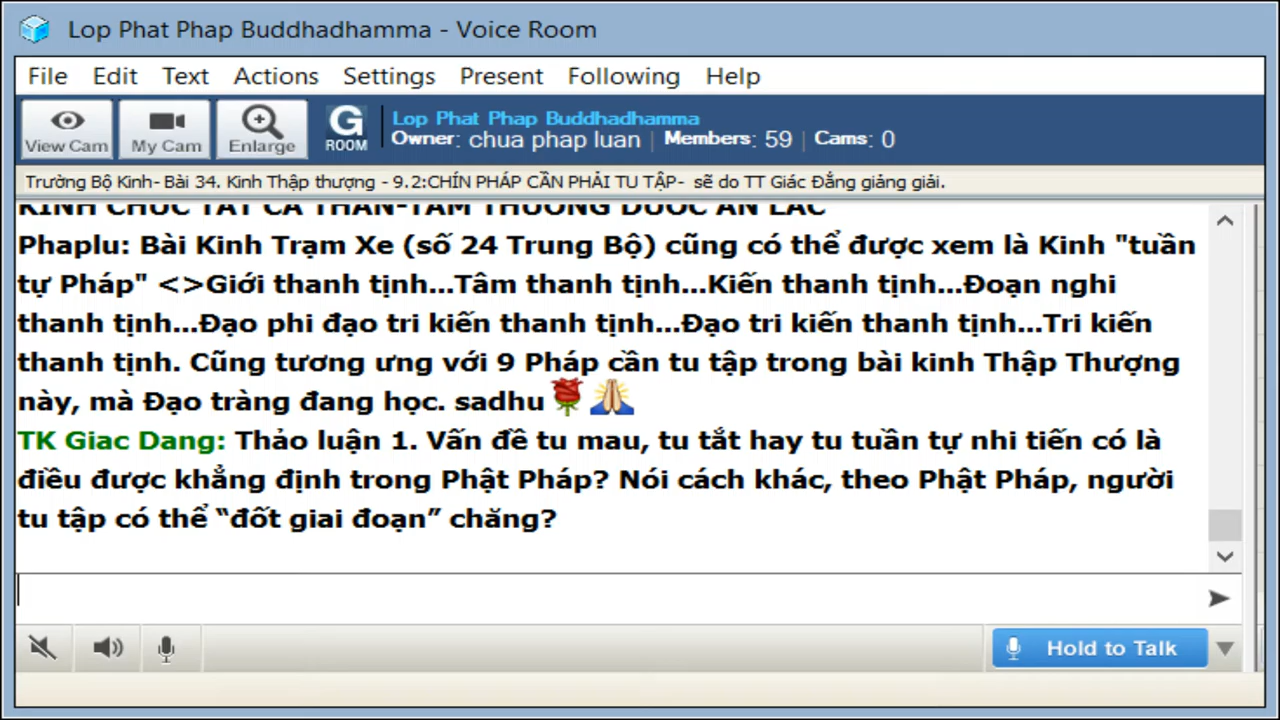 Lop Phat Phap Buddhadhamma - Voice Room
File Edit Text Actions Settings Present Following Help
View Cam My Cam Enlarge G ROOM
Lop Phat Phap Buddhadhamma
Owner: chua phap luan | Members: 59 | Cams: 0
Trường Bộ Kinh- Bài 34. Kinh Thập thượng - 9.2:CHÍN PHÁP CẦN PHẢI TU TẬP- sẽ do TT Giác Đẳng giảng giải.
Phaplu: Bài Kinh Trạm Xe (số 24 Trung Bộ) cũng có thể được xem là Kinh "tuần
tự Pháp" <>Giới thanh tịnh...Tâm thanh tịnh...Kiến thanh tịnh...Đoạn nghi
thanh tịnh...Đạo phi đạo tri kiến thanh tịnh...Đạo tri kiến thanh tịnh...Tri kiến
thanh tịnh. Cũng tương ưng với 9 Pháp cần tu tập trong bài kinh Thập Thượng
này, mà Đạo tràng đang học. sadhu
TK Giac Dang: Thảo luận 1. Vấn đề tu mau, tu tắt hay tu tuần tự nhi tiến có là
điều được khẳng định trong Phật Pháp? Nói cách khác, theo Phật Pháp, người
tu tập có thể “đốt giai đoạn” chăng?
Hold to Talk